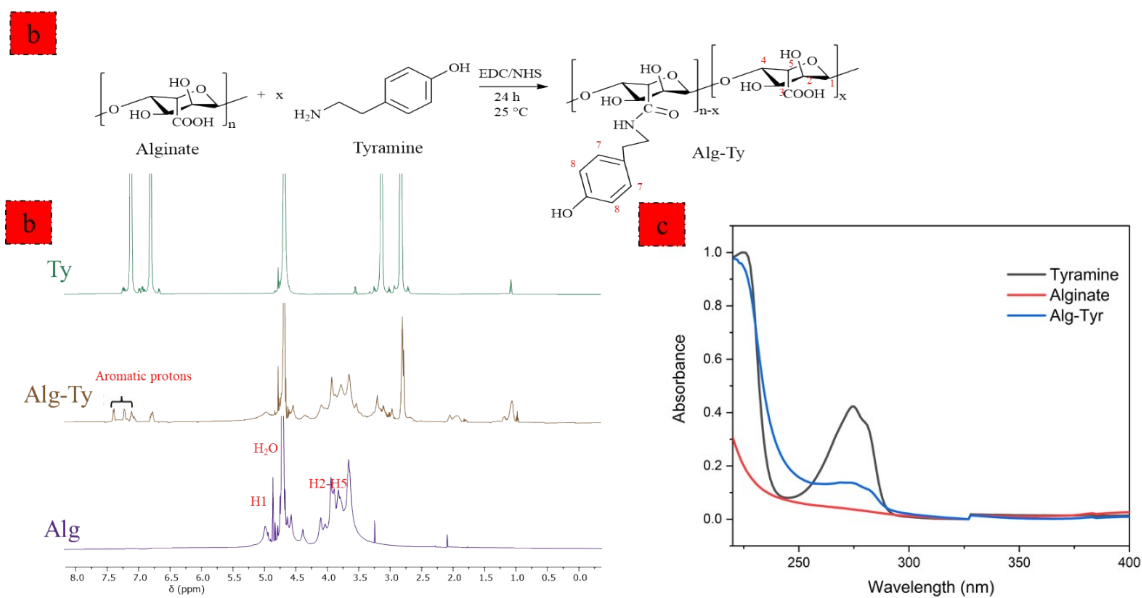 b
HO
O
O
HO
HO
COOH
n
+ x
H₂N
OH
EDC/NHS
24 h
25 °C
Alginate
Tyramine
HO
O
O
HO
n-x
HN
O
7
8
7
8
HO
4
HO
5
O
2
1
O
3
HO
COOH
x
Alg-Ty
b
Ty
Aromatic protons
Alg-Ty
H₂O
H1
H2-H5
Alg
8.0 7.5 7.0 6.5 6.0 5.5 5.0 4.5 4.0 3.5 3.0 2.5 2.0 1.5 1.0 0.5 0.0
δ (ppm)
c
Tyramine
Alginate
Alg-Tyr
1.0
0.8
0.6
0.4
0.2
0.0
Absorbance
250 300 350 400
Wavelength (nm)